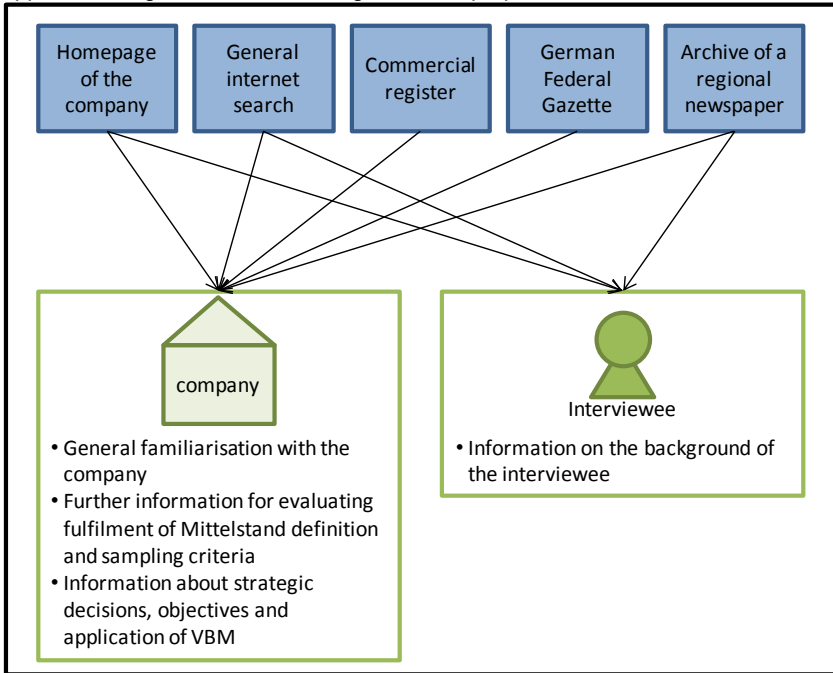 Homepage
of the
company
General
internet
search
Commercial
register
German
Federal
Gazette
Archive of a
regional
newspaper
company
• General familiarisation with the
company
• Further information for evaluating
fulfilment of Mittelstand definition
and sampling criteria
• Information about strategic
decisions, objectives and
application of VBM
Interviewee
• Information on the background of
the interviewee